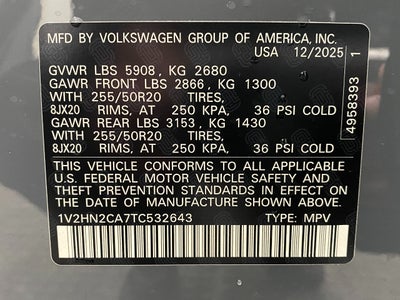 MFD BY VOLKSWAGEN GROUP OF AMERICA, INC.
USA 12/2025
GVWR LBS 5908, KG 2680
GAWR FRONT LBS 2866, KG 1300
WITH 255/50R20 TIRES,
8JX20 RIMS, AT 250 KPA, 36 PSI COLD
GAWR REAR LBS 3153, KG 1430
WITH 255/50R20 TIRES,
8JX20 RIMS, AT 250 KPA, 36 PSI COLD
THIS VEHICLE CONFORMS TO ALL APPLICABLE
U.S. FEDERAL MOTOR VEHICLE SAFETY AND
THEFT PREVENTION STANDARDS IN EFFECT ON
THE DATE OF MANUFACTURE SHOWN ABOVE.
1V2HN2CA7TC532643 TYPE: MPV
4958393 1